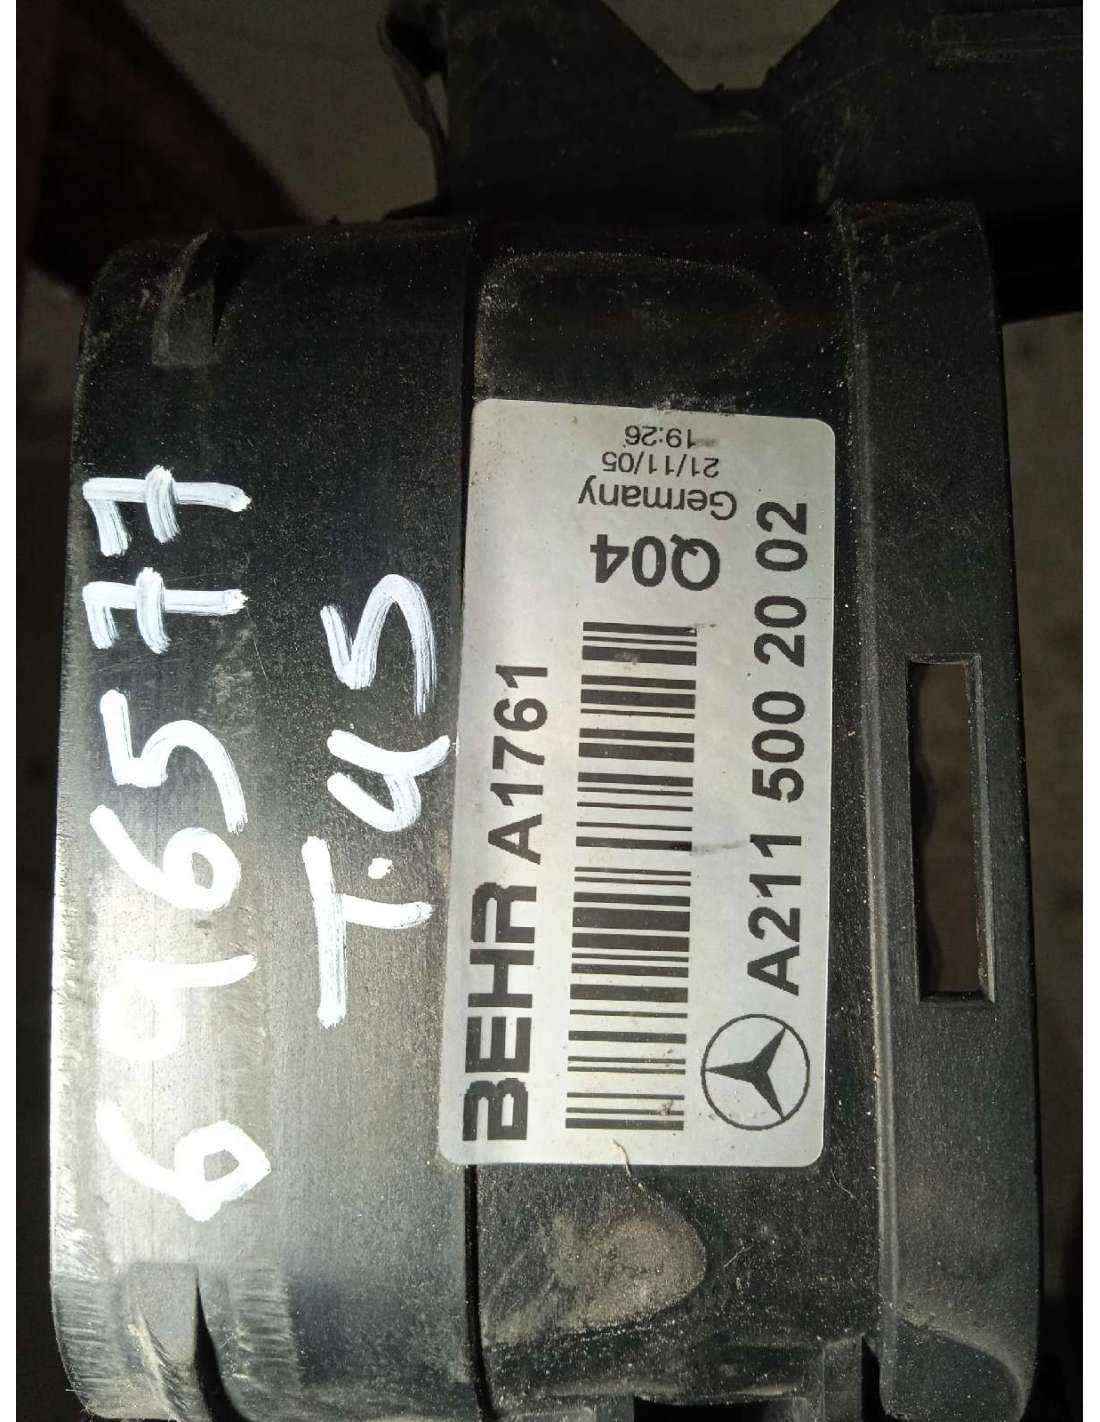 696577
T.45
BEHR A1761
Q04
Germany
21/11/05
19:26
A211 500 20 02